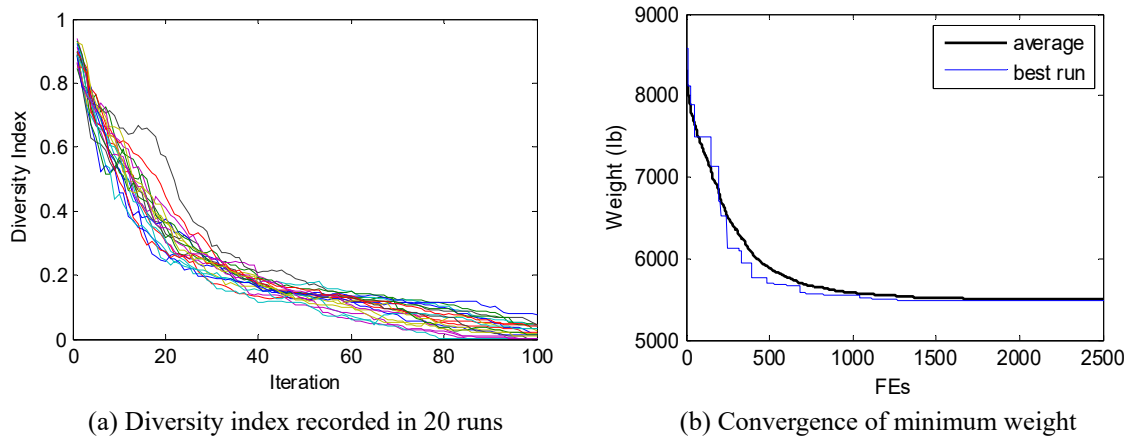 1
0.8
0.6
0.4
0.2
0
Diversity Index
0 20 40 60 80 100
Iteration
(a) Diversity index recorded in 20 runs
9000
8000
7000
6000
5000
Weight (lb)
average
best run
0 500 1000 1500 2000 2500
FEs
(b) Convergence of minimum weight